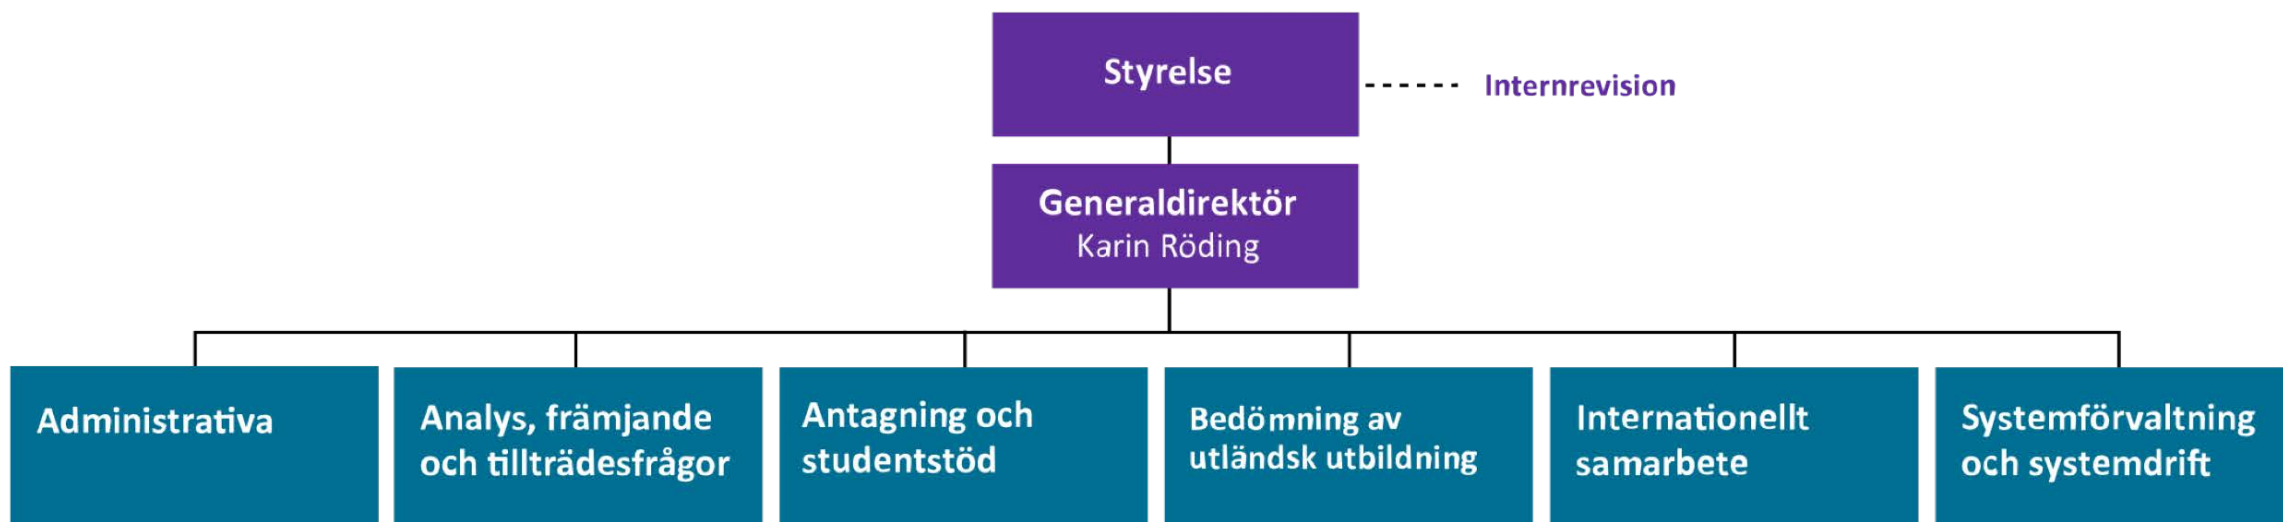 Styrelse
Internrevision
Generaldirektör
Karin Röding
Administrativa
Analys, främjande
och tillträdesfrågor
Antagning och
studentstöd
Bedömning av
utländsk utbildning
Internationellt
samarbete
Systemförvaltning
och systemdrift